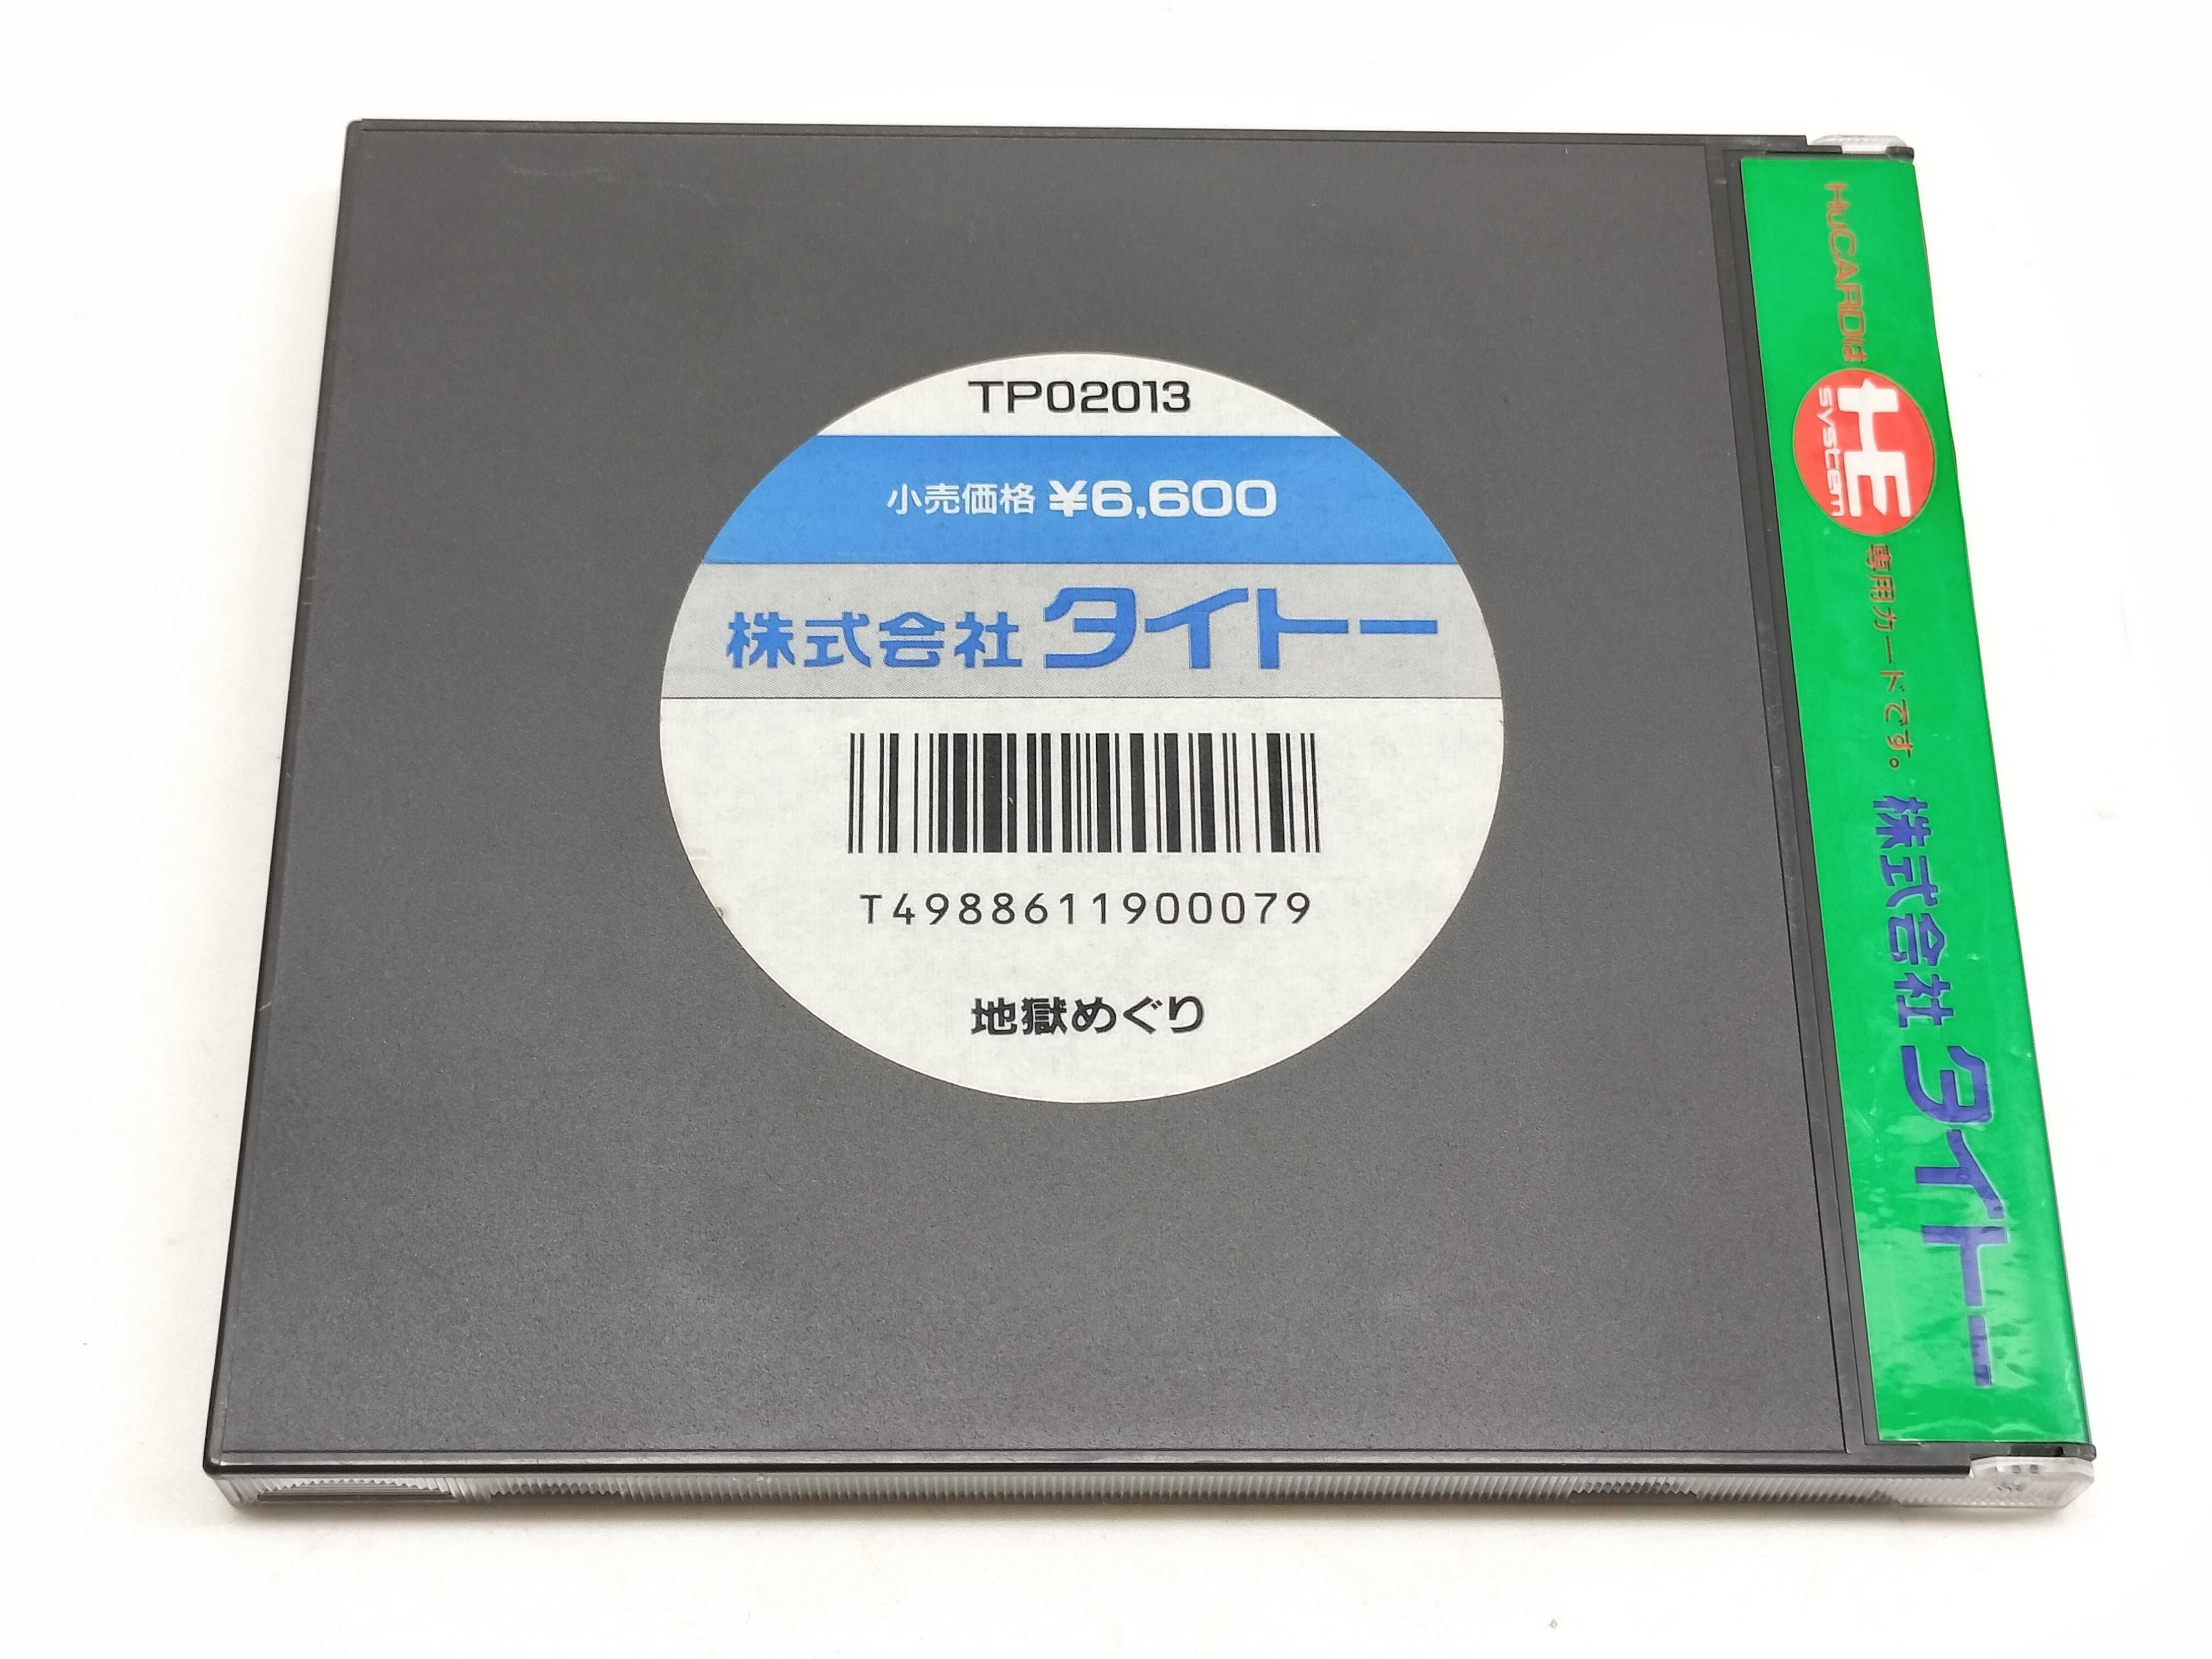 TP02013
小売価格 ¥6,600
株式会社 タイトー
T4988611900079
地獄めぐり
HuCARDは HE system 専用カードです。 株式会社 タイトー